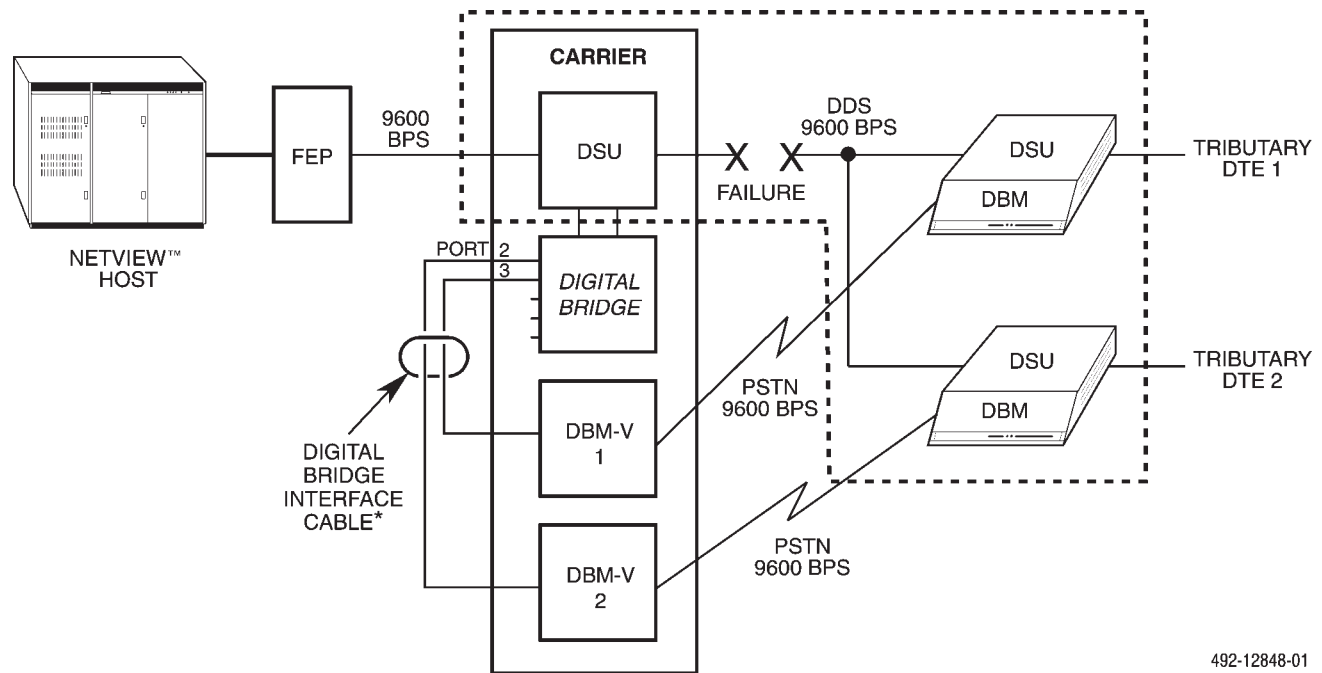 CARRIER
NETVIEW™
HOST
FEP
9600
BPS
DSU
FAILURE
X X
DDS
9600 BPS
DSU
DBM
TRIBUTARY
DTE 1
PORT 2
3
DIGITAL
BRIDGE
DIGITAL
BRIDGE
INTERFACE
CABLE*
DBM-V
1
PSTN
9600 BPS
DSU
DBM
TRIBUTARY
DTE 2
DBM-V
2
PSTN
9600 BPS
492-12848-01